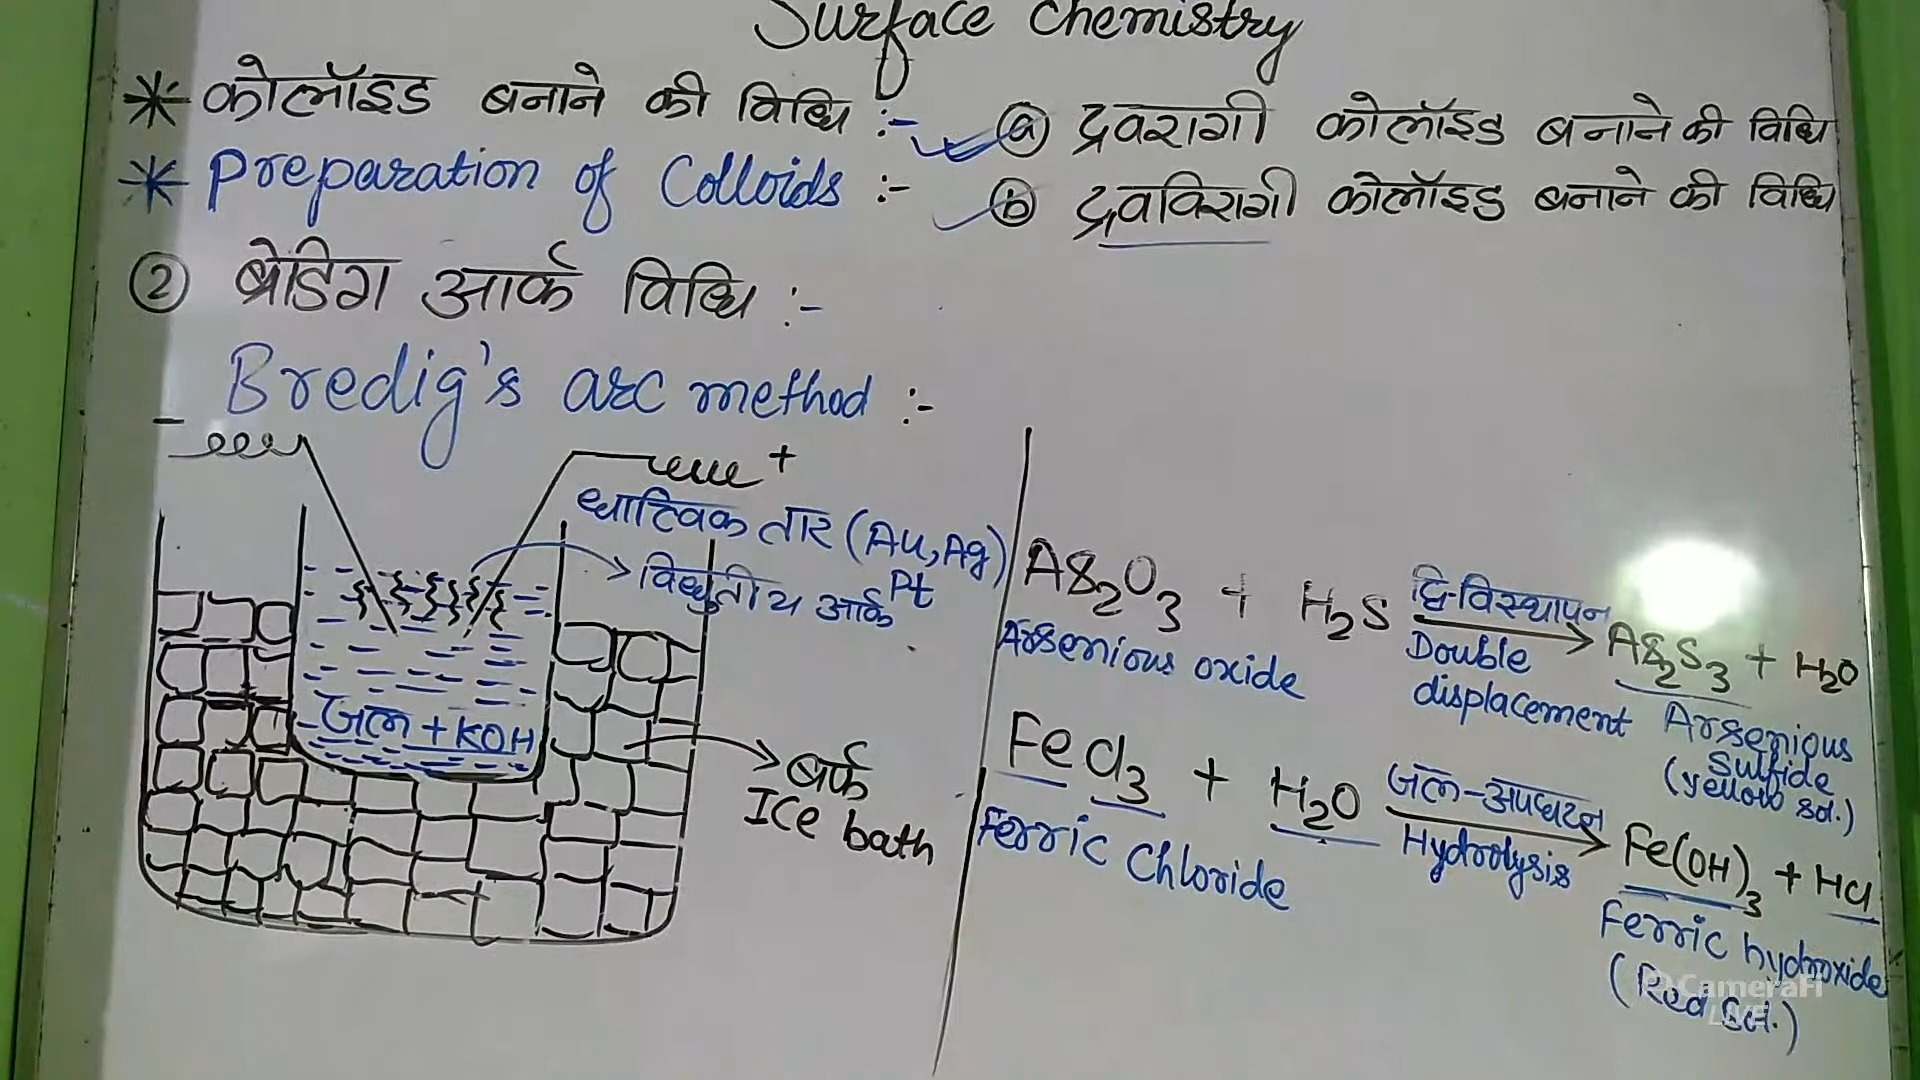 Surface Chemistry
* कोलॉइड बनाने की विधि :-
* Preparation of Colloids :-
ⓐ द्रवरागी कोलॉइड बनाने की विधि
ⓑ द्रवविरागी कोलॉइड बनाने की विधि
② ब्रेडिग आर्क विधि :-
Bredig's arc method :-
-
+
धात्विक तार (Au, Ag)
Pt
विधुतीय आर्क
जल + KOH
बर्फ
ICe bath
As₂O₃ + H₂S द्वि-विस्थापन → As₂S₃ + H₂O
Arsenious oxide
Double
displacement
Arsenious
Sulfide
(yellow sol.)
FeCl₃ + H₂O जल-अपघटन → Fe(OH)₃ + HCl
Ferric Chloride
Hydrolysis
Ferric hydroxide
(Red Sol.)
CameraFi
LIVE